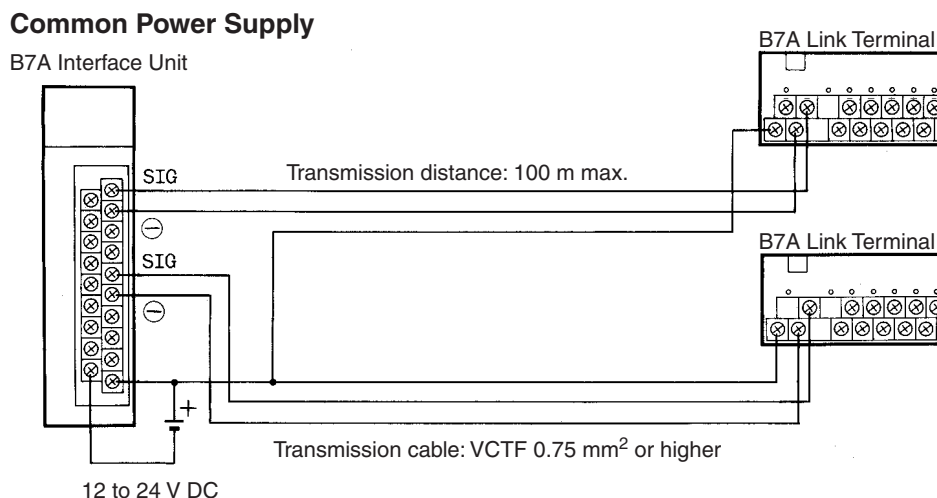 Common Power Supply
B7A Interface Unit
B7A Link Terminal
SIG
Transmission distance: 100 m max.
⊖
SIG
B7A Link Terminal
⊖
+
Transmission cable: VCTF 0.75 mm² or higher
12 to 24 V DC